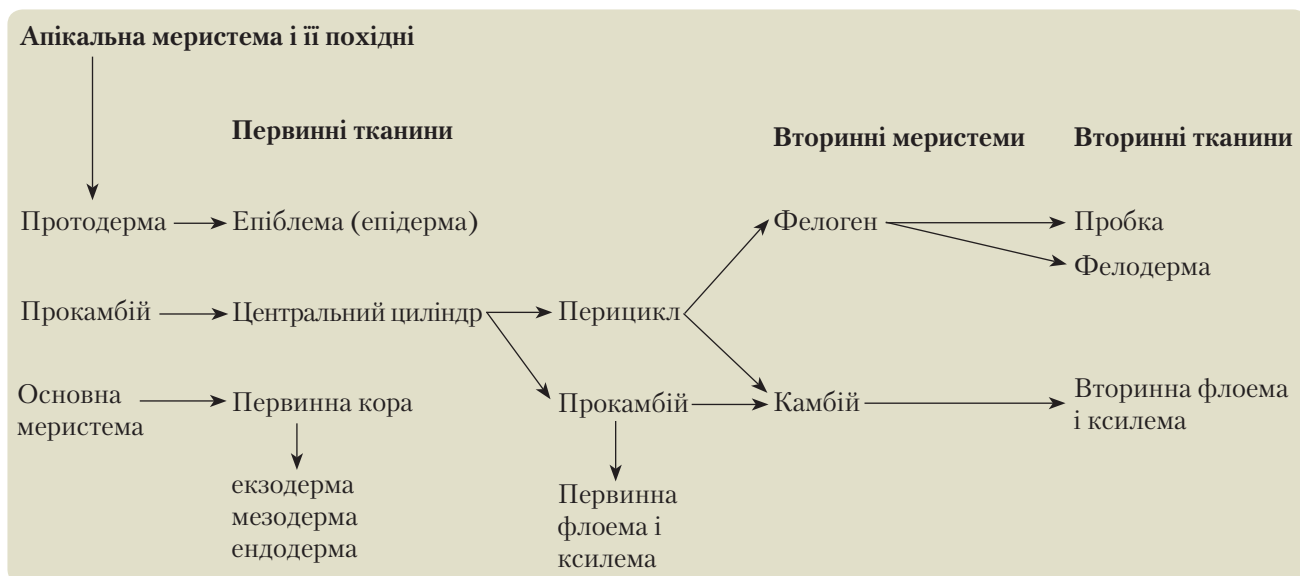 Апікальна меристема і її похідні
Первинні тканини
Вторинні меристеми
Вторинні тканини
Протодерма
Епіблема (епідерма)
Фелоген
Пробка
Фелодерма
Прокамбій
Центральний циліндр
Перицикл
Основна
меристема
Первинна кора
Прокамбій
Камбій
Вторинна флоема
і ксилема
екзодерма
мезодерма
ендодерма
Первинна
флоема і
ксилема